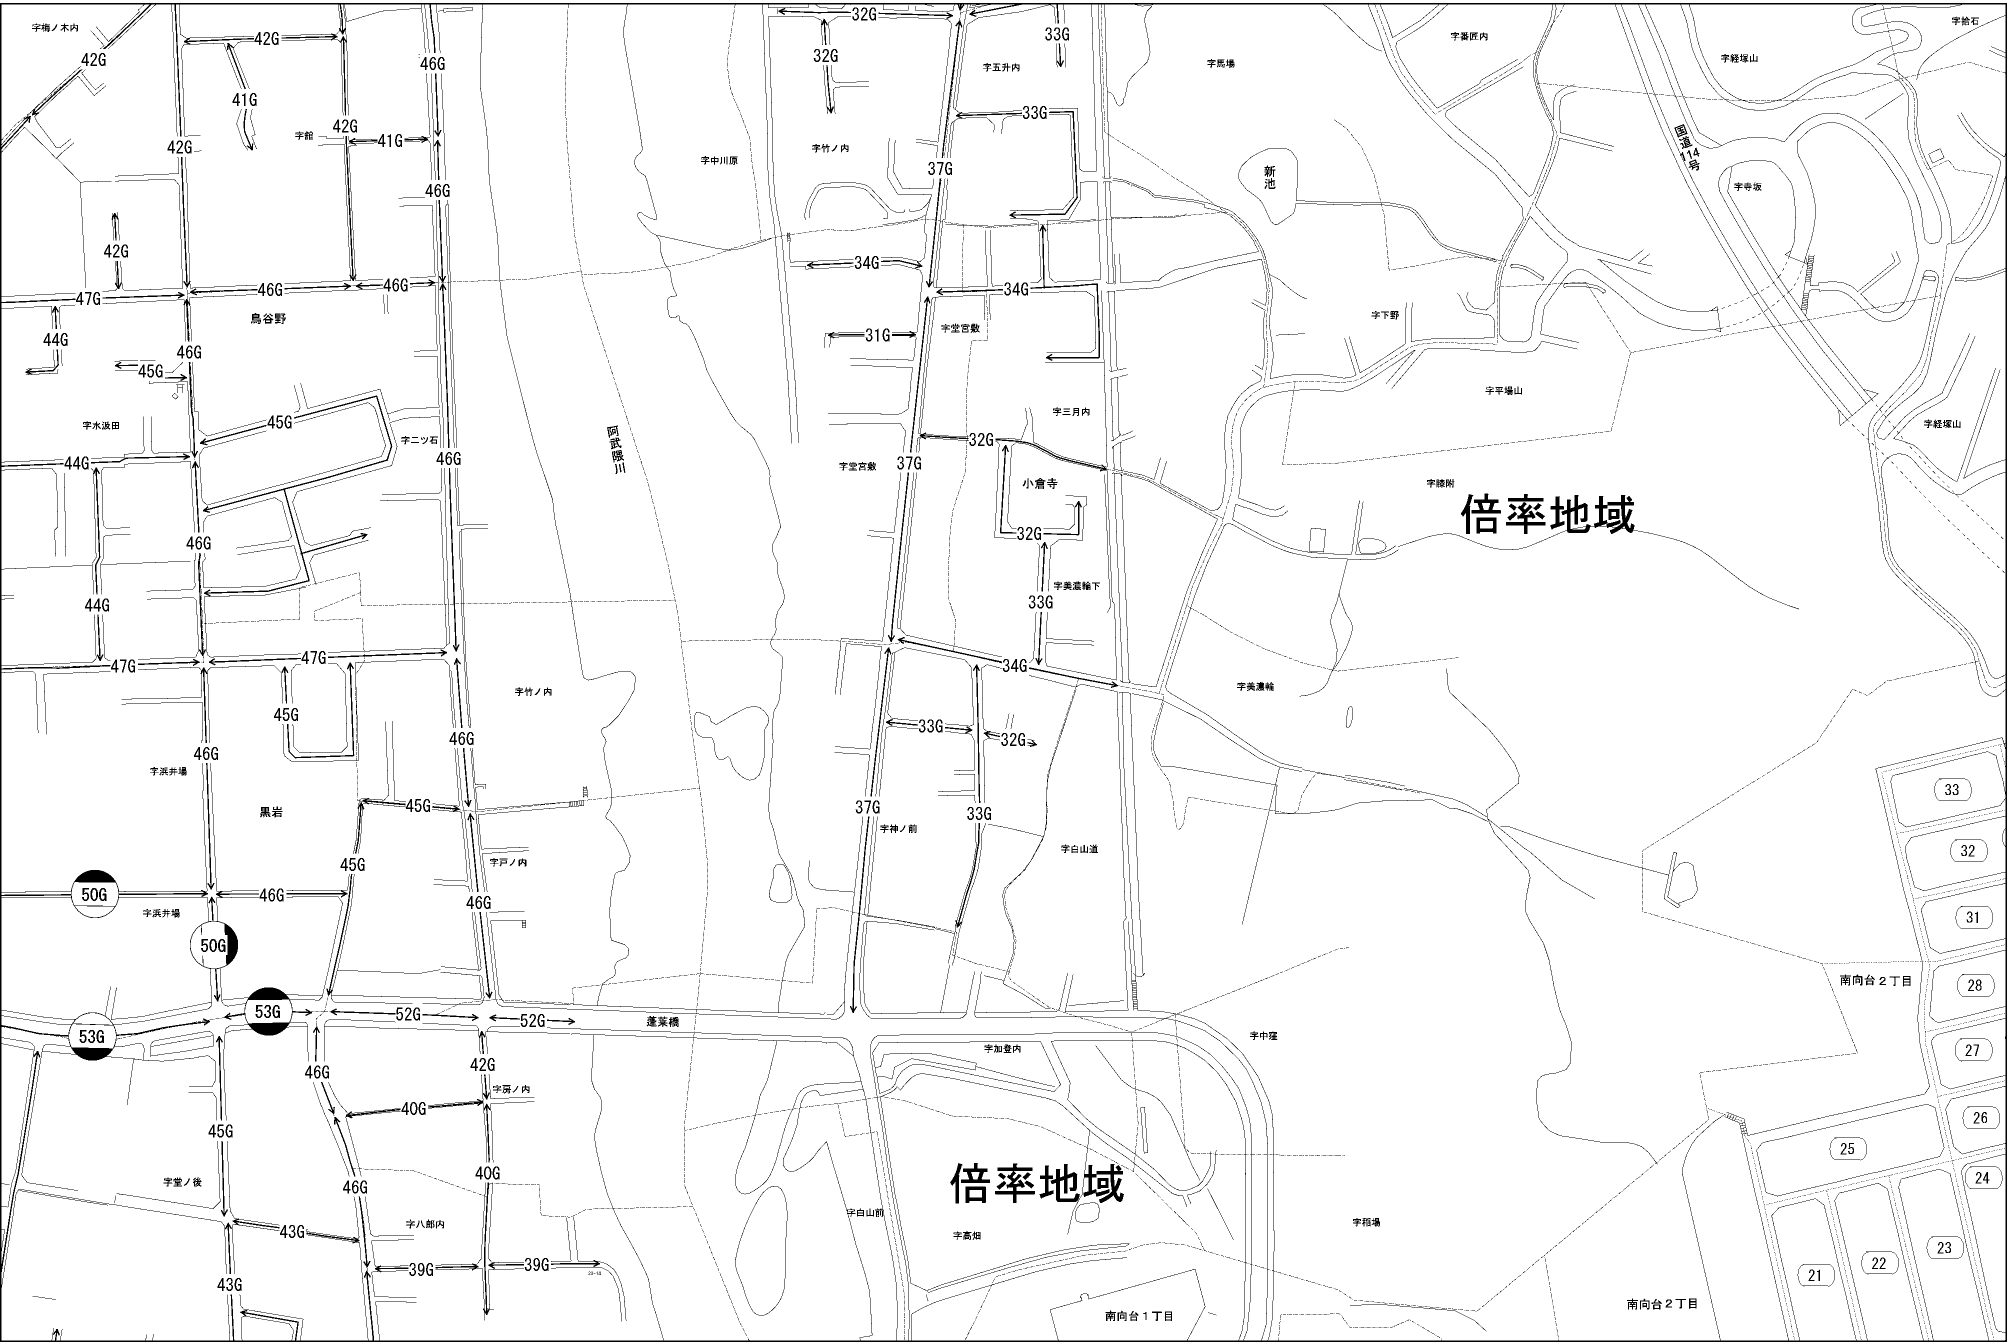 32G
字梅ノ木内
42G
33G
字番匠内
字拾石
42G
46G
32G
字五升内
字馬場
字経塚山
41G
33G
42G
字館
41G
国道114号
42G
字竹ノ内
字中川原
37G
新池
字寺坂
46G
42G
34G
46G
46G
34G
47G
鳥谷野
字下野
44G
46G
31G
字堂宮敷
45G
字平場山
字三月内
字水汲田
45G
字二ツ石
阿武隈川
32G
字経塚山
44G
46G
37G
字堂宮敷
小倉寺
字膝附
倍率地域
46G
32G
字美濃輪下
44G
33G
47G
47G
34G
字竹ノ内
字美濃輪
45G
46G
46G
33G
32G
字浜井場
33
45G
37G
黒岩
33G
字神ノ前
字白山道
32
45G
字戸ノ内
50G
46G
46G
字浜井場
31
50G
南向台2丁目
28
53G
52G
52G
蓬莱橋
53G
字中窪
字加登内
27
42G
46G
字房ノ内
40G
26
45G
25
40G
倍率地域
字堂ノ後
46G
24
字白山前
字八郎内
字稲場
43G
字高畑
23
39G
39G
22
21
43G
南向台1丁目
南向台2丁目